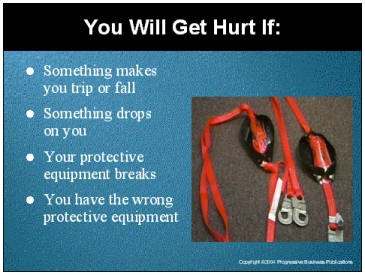 You Will Get Hurt If:
Something makes
you trip or fall
Something drops
on you
Your protective
equipment breaks
You have the wrong
protective equipment
Copyright ©2004 Progressive Business Publications